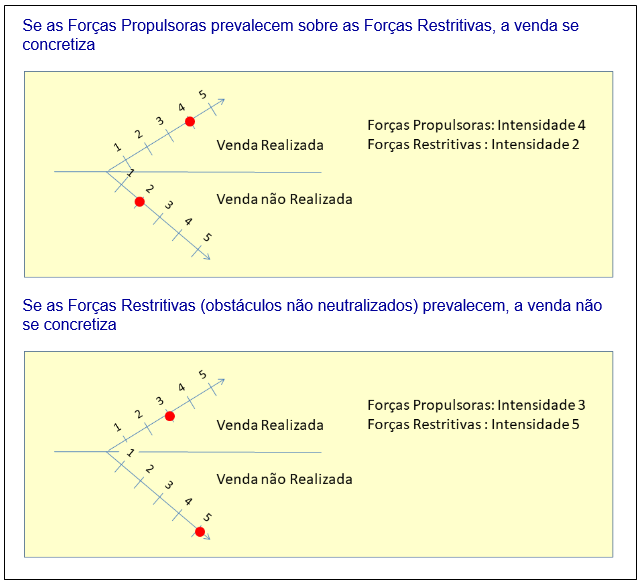 Se as Forças Propulsoras prevalecem sobre as Forças Restritivas, a venda se
concretiza
1 2 3 4 5
Forças Propulsoras: Intensidade 4
Venda Realizada
Forças Restritivas : Intensidade 2
1 2 3 4 5
Venda não Realizada
Se as Forças Restritivas (obstáculos não neutralizados) prevalecem, a venda não
se concretiza
1 2 3 4 5
Forças Propulsoras: Intensidade 3
Venda Realizada
Forças Restritivas : Intensidade 5
1 2 3 4 5
Venda não Realizada